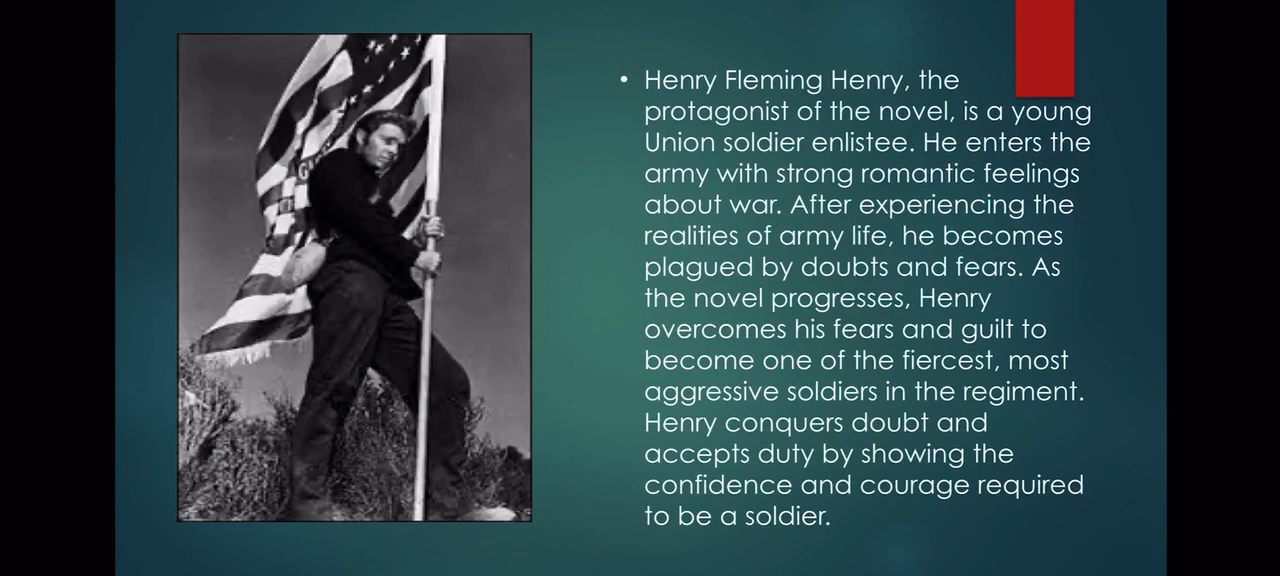 • Henry Fleming Henry, the
protagonist of the novel, is a young
Union soldier enlistee. He enters the
army with strong romantic feelings
about war. After experiencing the
realities of army life, he becomes
plagued by doubts and fears. As
the novel progresses, Henry
overcomes his fears and guilt to
become one of the fiercest, most
aggressive soldiers in the regiment.
Henry conquers doubt and
accepts duty by showing the
confidence and courage required
to be a soldier.